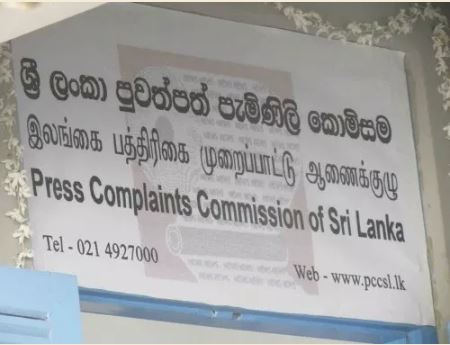 ශ්‍රී ලංකා පුවත්පත් පැමිණිලි කොමිසම
இலங்கை பத்திரிகை முறைப்பாட்டு ஆணைக்குழு
Press Complaints Commission of Sri Lanka
Tel - 021 4927000
Web - www.pccsl.lk